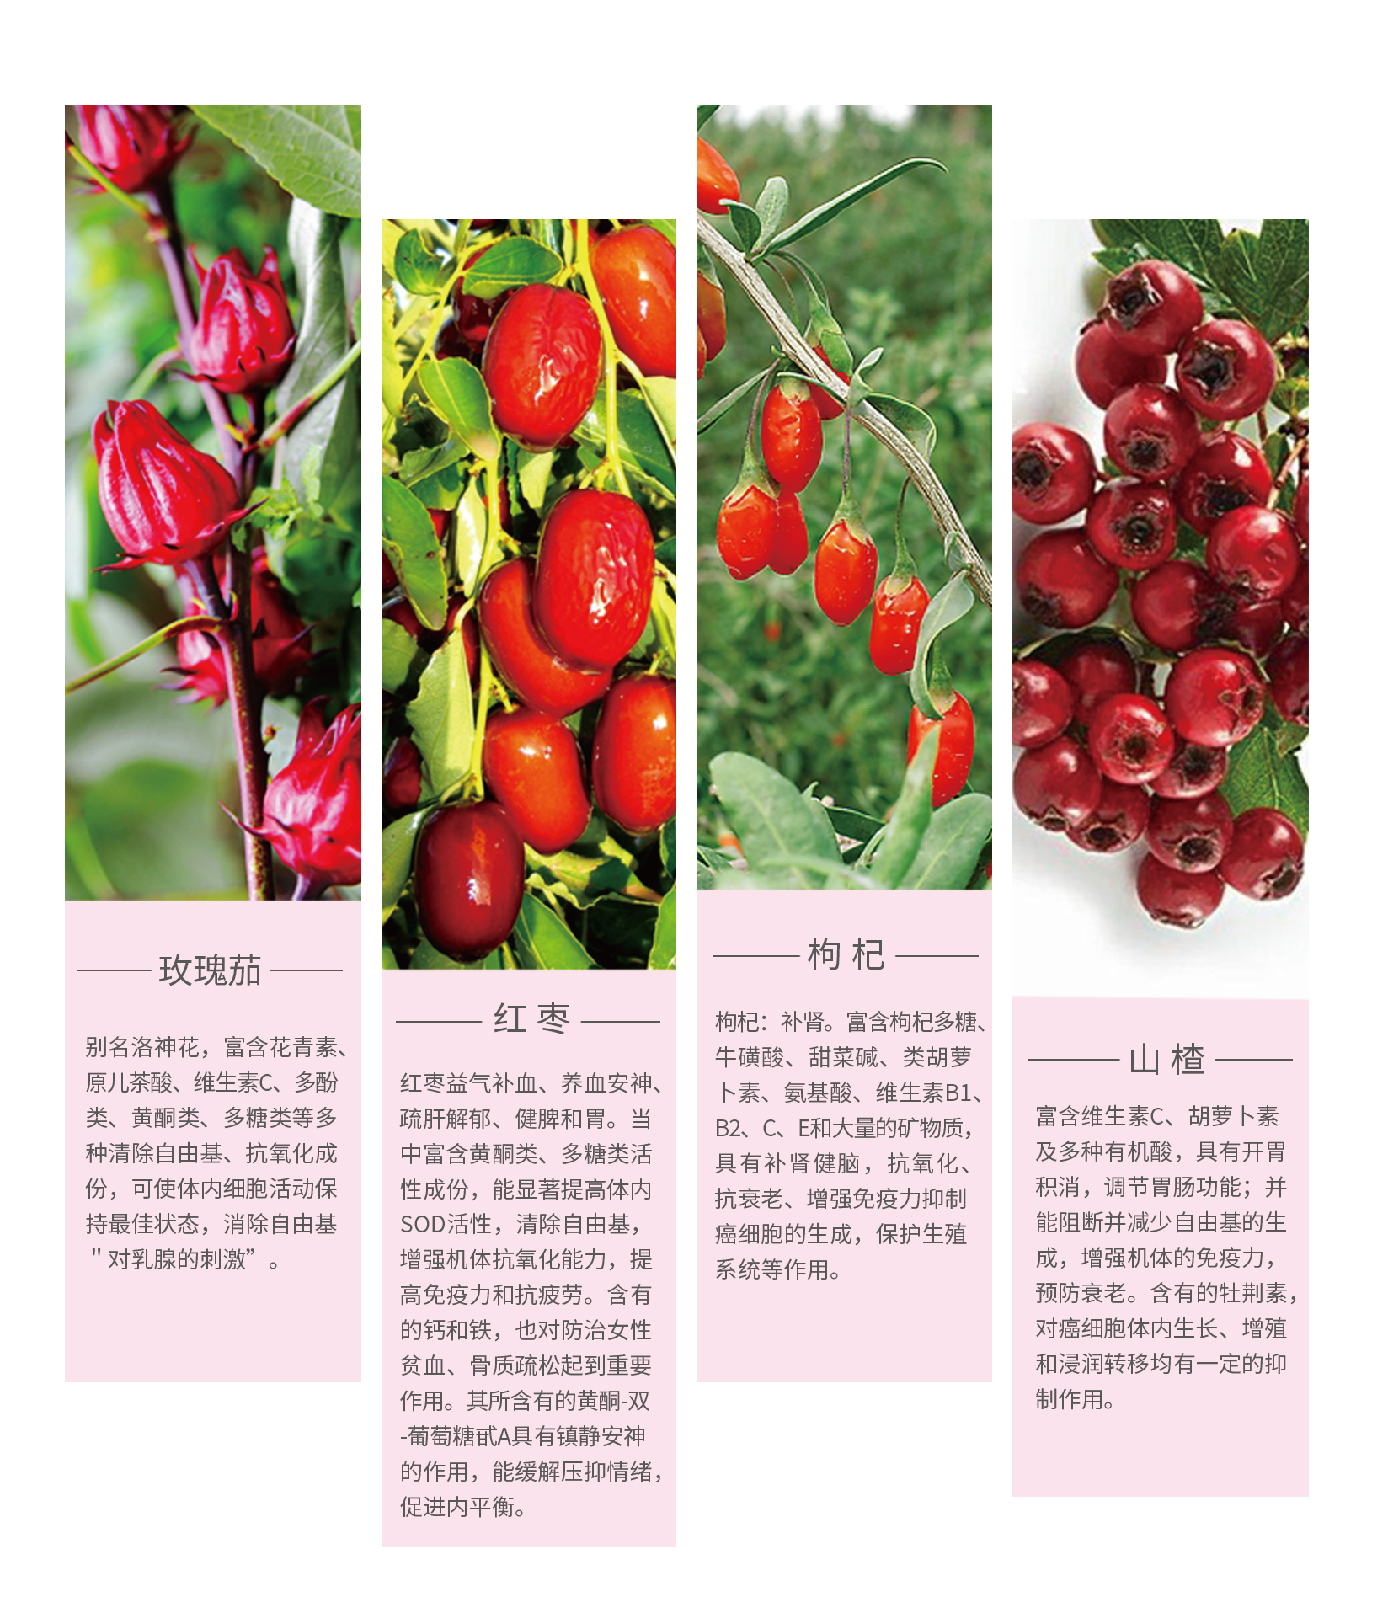 玫瑰茄
别名洛神花，富含花青素、
原儿茶酸、维生素C、多酚
类、黄酮类、多糖类等多
种清除自由基、抗氧化成
份，可使体内细胞活动保
持最佳状态，消除自由基
＂对乳腺的刺激”。
红枣
红枣益气补血、养血安神、
疏肝解郁、健脾和胃。当
中富含黄酮类、多糖类活
性成份，能显著提高体内
SOD活性，清除自由基，
增强机体抗氧化能力，提
高免疫力和抗疲劳。含有
的钙和铁，也对防治女性
贫血、骨质疏松起到重要
作用。其所含有的黄酮-双
-葡萄糖甙A具有镇静安神
的作用，能缓解压抑情绪，
促进内平衡。
枸杞
枸杞：补肾。富含枸杞多糖、
牛磺酸、甜菜碱、类胡萝
卜素、氨基酸、维生素B1、
B2、C、E和大量的矿物质，
具有补肾健脑，抗氧化、
抗衰老、增强免疫力抑制
癌细胞的生成，保护生殖
系统等作用。
山楂
富含维生素C、胡萝卜素
及多种有机酸，具有开胃
积消，调节胃肠功能；并
能阻断并减少自由基的生
成，增强机体的免疫力，
预防衰老。含有的牡荆素，
对癌细胞体内生长、增殖
和浸润转移均有一定的抑
制作用。